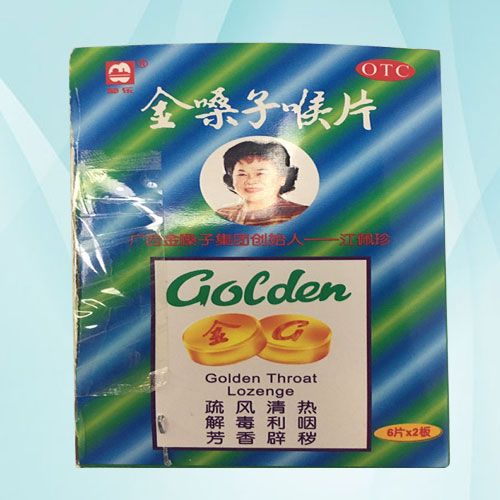 都乐®
OTC
金嗓子喉片
广西金嗓子集团创始人——江佩珍
Golden
金 G
Golden Throat
Lozenge
疏风清热
解毒利咽
芳香辟秽
6片x2板